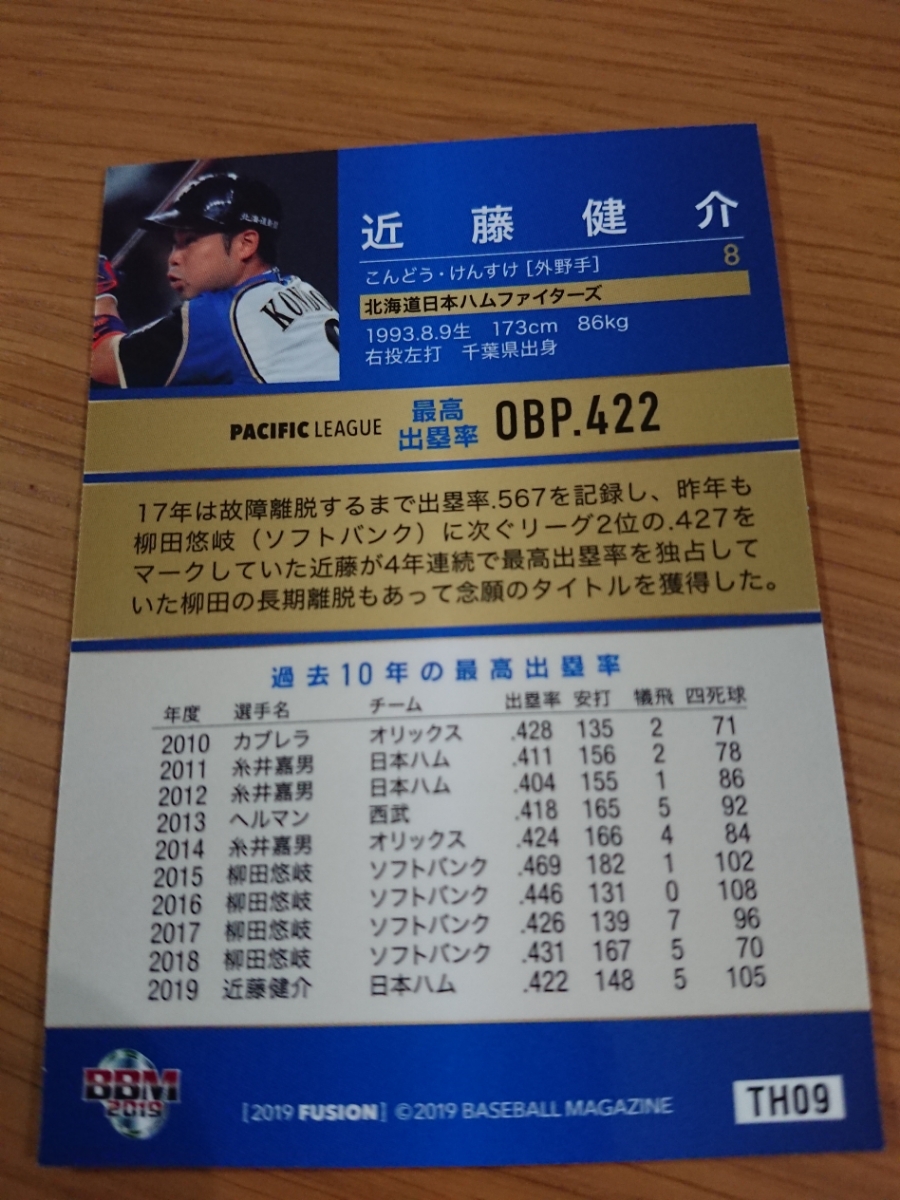 北海道日
KONDO
近藤健介
こんどう・けんすけ［外野手］ 8
北海道日本ハムファイターズ
1993.8.9生 173cm 86kg
右投左打 千葉県出身
PACIFIC LEAGUE 最高出塁率 OBP.422
17年は故障離脱するまで出塁率.567を記録し、昨年も
柳田悠岐（ソフトバンク）に次ぐリーグ2位の.427を
マークしていた近藤が4年連続で最高出塁率を独占して
いた柳田の長期離脱もあって念願のタイトルを獲得した。
過去10年の最高出塁率
年度 選手名 チーム 出塁率 安打 犠飛 四死球
2010 カブレラ オリックス .428 135 2 71
2011 糸井嘉男 日本ハム .411 156 2 78
2012 糸井嘉男 日本ハム .404 155 1 86
2013 ヘルマン 西武 .418 165 5 92
2014 糸井嘉男 オリックス .424 166 4 84
2015 柳田悠岐 ソフトバンク .469 182 1 102
2016 柳田悠岐 ソフトバンク .446 131 0 108
2017 柳田悠岐 ソフトバンク .426 139 7 96
2018 柳田悠岐 ソフトバンク .431 167 5 70
2019 近藤健介 日本ハム .422 148 5 105
BBM
2019
[2019 FUSION] ©2019 BASEBALL MAGAZINE
TH09